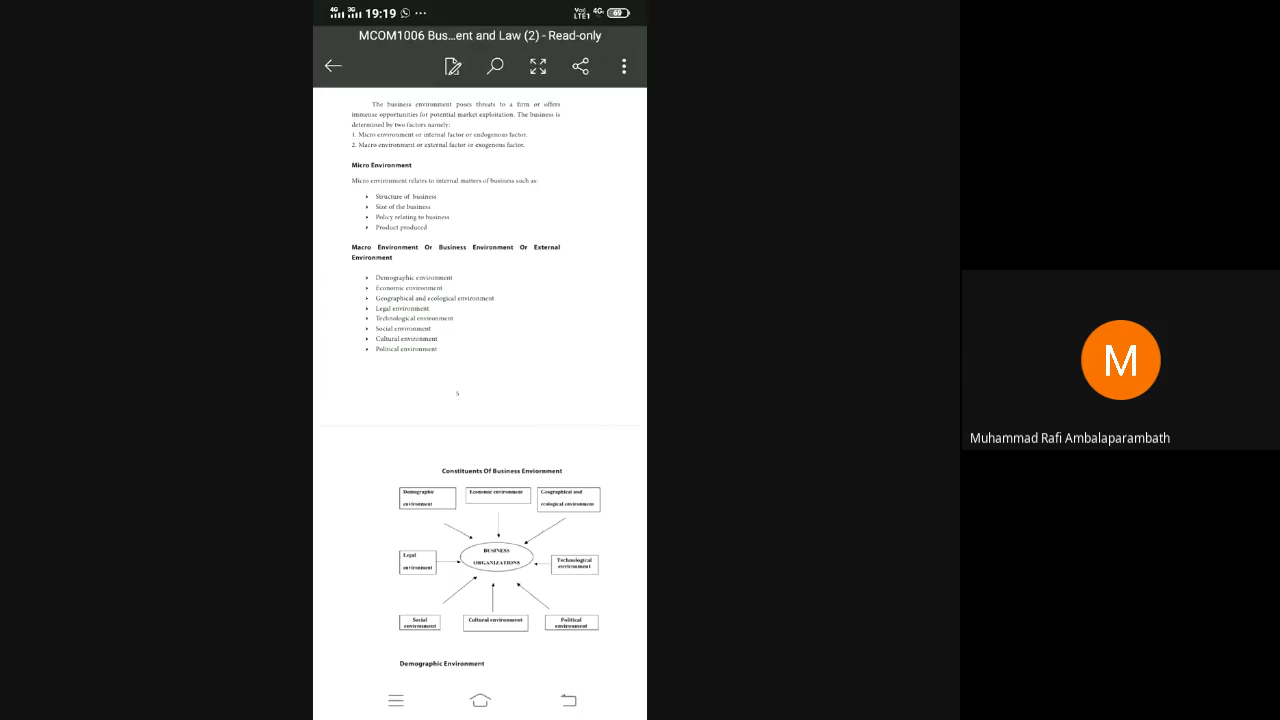 4G 3G 19:19 ... Vo)) LTE1 4G 69
MCOM1006 Bus...ent and Law (2) - Read-only
The business environment poses threats to a firm or offers
immense opportunities for potential market exploitation. The business is
determined by two factors namely:
1. Micro environment or internal factor or endogenous factor.
2. Macro environment or external factor or exogenous factor.
Micro Environment
Micro environment relates to internal matters of business such as:
Structure of business
Size of the business
Policy relating to business
Product produced
Macro Environment Or Business Environment Or External
Environment
Demographic environment
Economic environment
Geographical and ecological environment
Legal environment
Technological environment
Social environment
Cultural environment
Political environment
5
Constituents Of Business Enviornment
Demographic
environment
Economic environment
Geographical and
ecological environment
Legal
environment
BUSINESS
ORGANIZATIONS
Technological
environment
Social
environment
Cultural environment
Political
environment
Demographic Environment
M
Muhammad Rafi Ambalaparambath